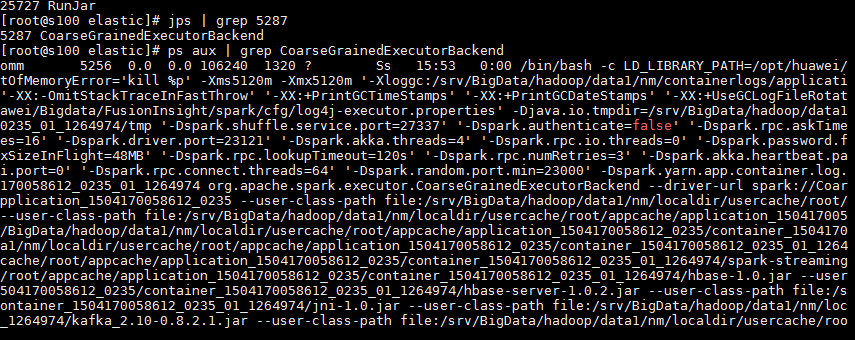 25727 RunJar
[root@s100 elastic]# jps | grep 5287
5287 CoarseGrainedExecutorBackend
[root@s100 elastic]# ps aux | grep CoarseGrainedExecutorBackend
omm       5256  0.0  0.0 106240  1320 ?        Ss   15:53   0:00 /bin/bash -c LD_LIBRARY_PATH=/opt/huawei/
tOfMemoryError='kill %p' -Xms5120m -Xmx5120m '-Xloggc:/srv/BigData/hadoop/data1/nm/containerlogs/applicati
'-XX:-OmitStackTraceInFastThrow' '-XX:+PrintGCTimeStamps' '-XX:+PrintGCDateStamps' '-XX:+UseGCLogFileRotat
awei/Bigdata/FusionInsight/spark/cfg/log4j-executor.properties' -Djava.io.tmpdir=/srv/BigData/hadoop/data1
0235_01_1264974/tmp '-Dspark.shuffle.service.port=27337' '-Dspark.authenticate=false' '-Dspark.rpc.askTime
es=16' '-Dspark.driver.port=23121' '-Dspark.akka.threads=4' '-Dspark.rpc.io.threads=0' '-Dspark.password.f
xSizeInFlight=48MB' '-Dspark.rpc.lookupTimeout=120s' '-Dspark.rpc.numRetries=3' '-Dspark.akka.heartbeat.pa
i.port=0' '-Dspark.rpc.connect.threads=64' '-Dspark.random.port.min=23000' -Dspark.yarn.app.container.log.
170058612_0235_01_1264974 org.apache.spark.executor.CoarseGrainedExecutorBackend --driver-url spark://Coar
pplication_1504170058612_0235 --user-class-path file:/srv/BigData/hadoop/data1/nm/localdir/usercache/root/
--user-class-path file:/srv/BigData/hadoop/data1/nm/localdir/usercache/root/appcache/application_150417005
/BigData/hadoop/data1/nm/localdir/usercache/root/appcache/application_1504170058612_0235/container_1504170
a1/nm/localdir/usercache/root/appcache/application_1504170058612_0235/container_1504170058612_0235_01_1264
cache/root/appcache/application_1504170058612_0235/container_1504170058612_0235_01_1264974/spark-streaming
/root/appcache/application_1504170058612_0235/container_1504170058612_0235_01_1264974/hbase-1.0.jar --user
504170058612_0235/container_1504170058612_0235_01_1264974/hbase-server-1.0.2.jar --user-class-path file:/s
ontainer_1504170058612_0235_01_1264974/jni-1.0.jar --user-class-path file:/srv/BigData/hadoop/data1/nm/loc
_1264974/kafka_2.10-0.8.2.1.jar --user-class-path file:/srv/BigData/hadoop/data1/nm/localdir/usercache/roo